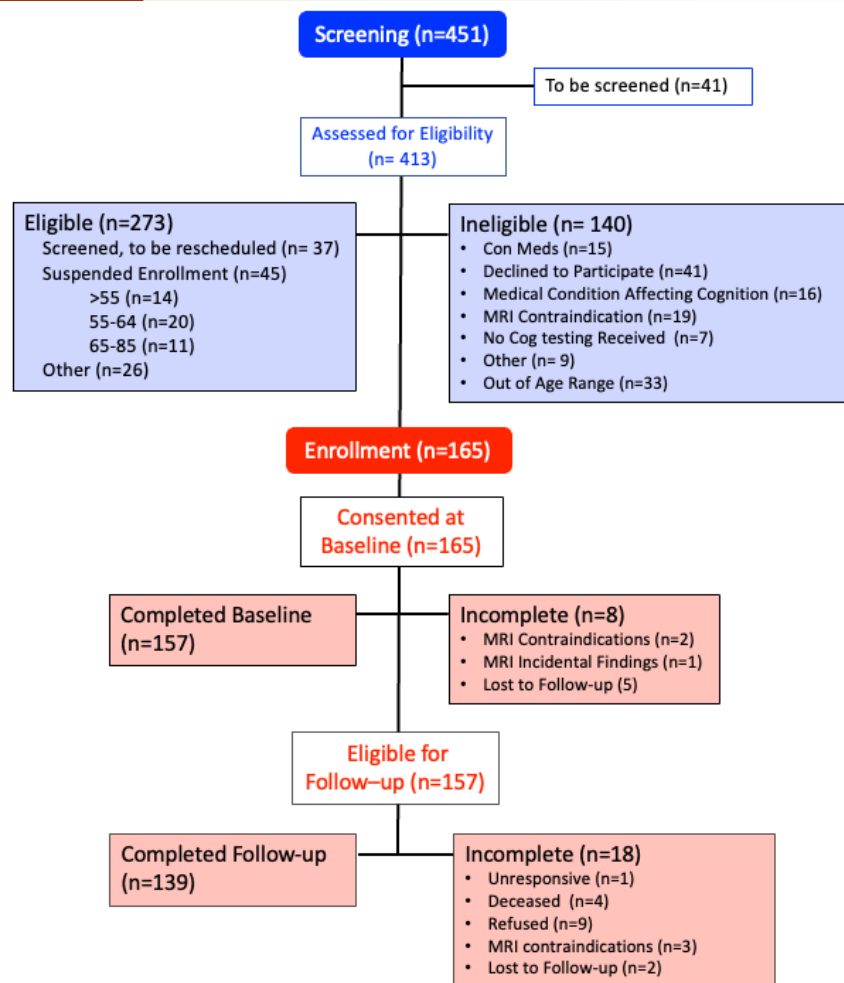 Screening (n=451)
To be screened (n=41)
Assessed for Eligibility
(n= 413)
Eligible (n=273)
Screened, to be rescheduled (n= 37)
Suspended Enrollment (n=45)
>55 (n=14)
55-64 (n=20)
65-85 (n=11)
Other (n=26)
Ineligible (n= 140)
• Con Meds (n=15)
• Declined to Participate (n=41)
• Medical Condition Affecting Cognition (n=16)
• MRI Contraindication (n=19)
• No Cog testing Received (n=7)
• Other (n= 9)
• Out of Age Range (n=33)
Enrollment (n=165)
Consented at
Baseline (n=165)
Completed Baseline
(n=157)
Incomplete (n=8)
• MRI Contraindications (n=2)
• MRI Incidental Findings (n=1)
• Lost to Follow-up (5)
Eligible for
Follow–up (n=157)
Completed Follow-up
(n=139)
Incomplete (n=18)
• Unresponsive (n=1)
• Deceased (n=4)
• Refused (n=9)
• MRI contraindications (n=3)
• Lost to Follow-up (n=2)